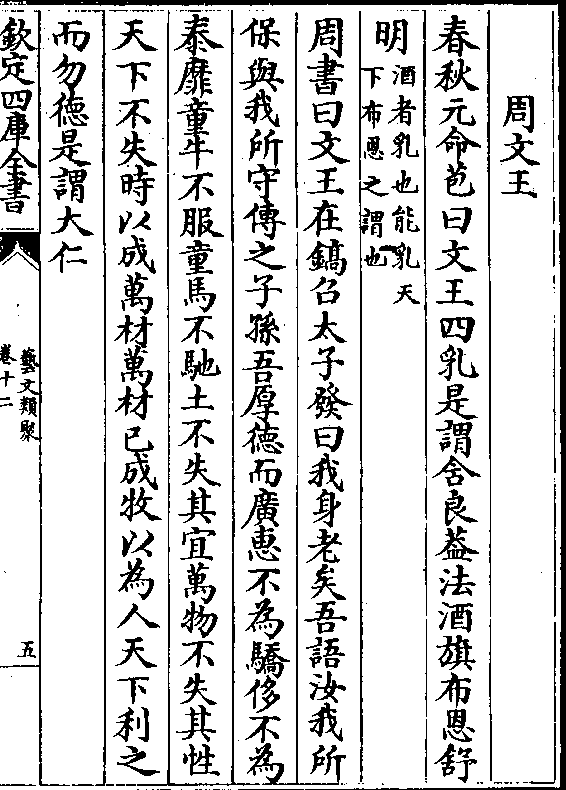 周文王
春秋元命苞曰文王四乳是謂含良葢法酒旗布恩舒
明酒者乳也能乳天
下布恩之謂也
周書曰文王在鎬召太子發曰我身老矣吾語汝我所
保與我所守傳之子孫吾厚德而廣恵不為驕侈不為
泰靡童牛不服童馬不馳土不失其宜萬物不失其性
天下不失時以成萬材萬材已成牧以為人天下利之
而勿德是謂大仁
欽定四庫全書
藝文類聚
卷十二
五